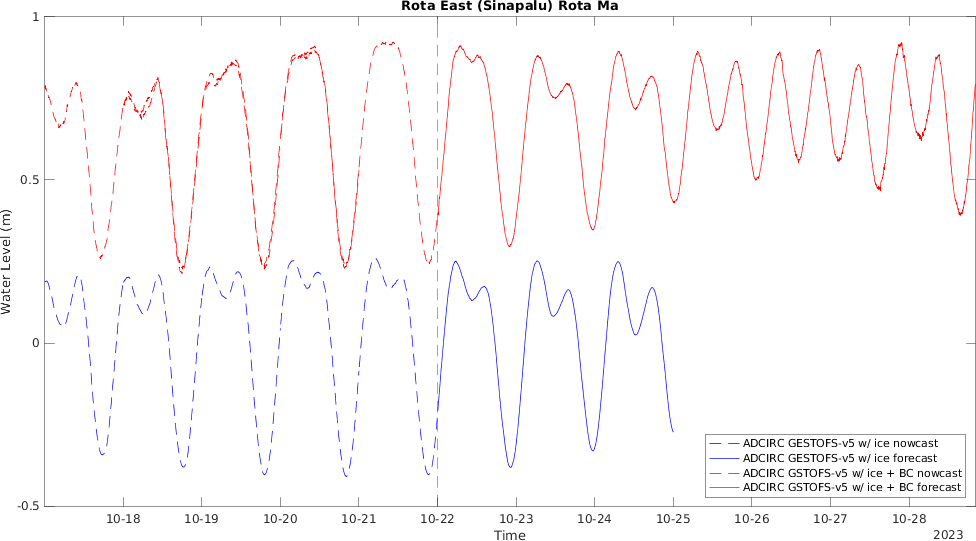 Rota East (Sinapalu) Rota Ma
1
0.5
0
-0.5
Water Level (m)
10-18 10-19 10-20 10-21 10-22 10-23 10-24 10-25 10-26 10-27 10-28
Time
2023
ADCIRC GESTOFS-v5 w/ ice nowcast
ADCIRC GESTOFS-v5 w/ ice forecast
ADCIRC GSTOFS-v5 w/ ice + BC nowcast
ADCIRC GSTOFS-v5 w/ ice + BC forecast